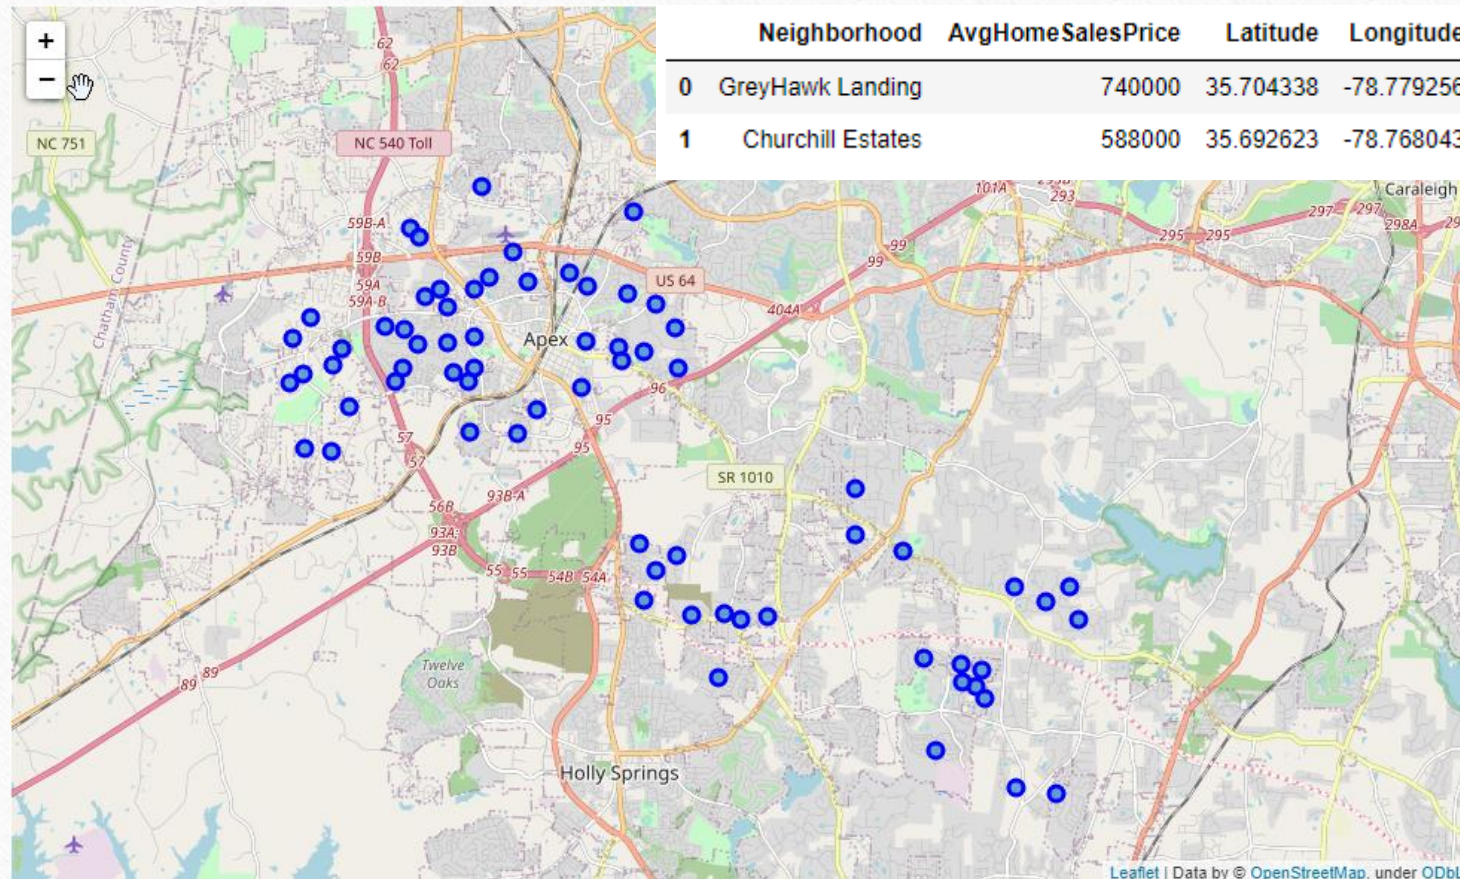 +
−
Neighborhood AvgHomeSalesPrice Latitude Longitude
0 GreyHawk Landing 740000 35.704338 -78.779256
1 Churchill Estates 588000 35.692623 -78.768043
62
62
NC 751
NC 540 Toll
101A
293
Caraleigh
59B-A
297
297
298A
295
295
99
99
59B
59A
59A-B
US 64
404A
Chatham County
Apex
96
95
95
57
57
SR 1010
93B-A
56B
93A;
93B
55
55
54B
54A
Twelve
Oaks
89
89
Holly Springs
Leaflet | Data by © OpenStreetMap, under ODbL